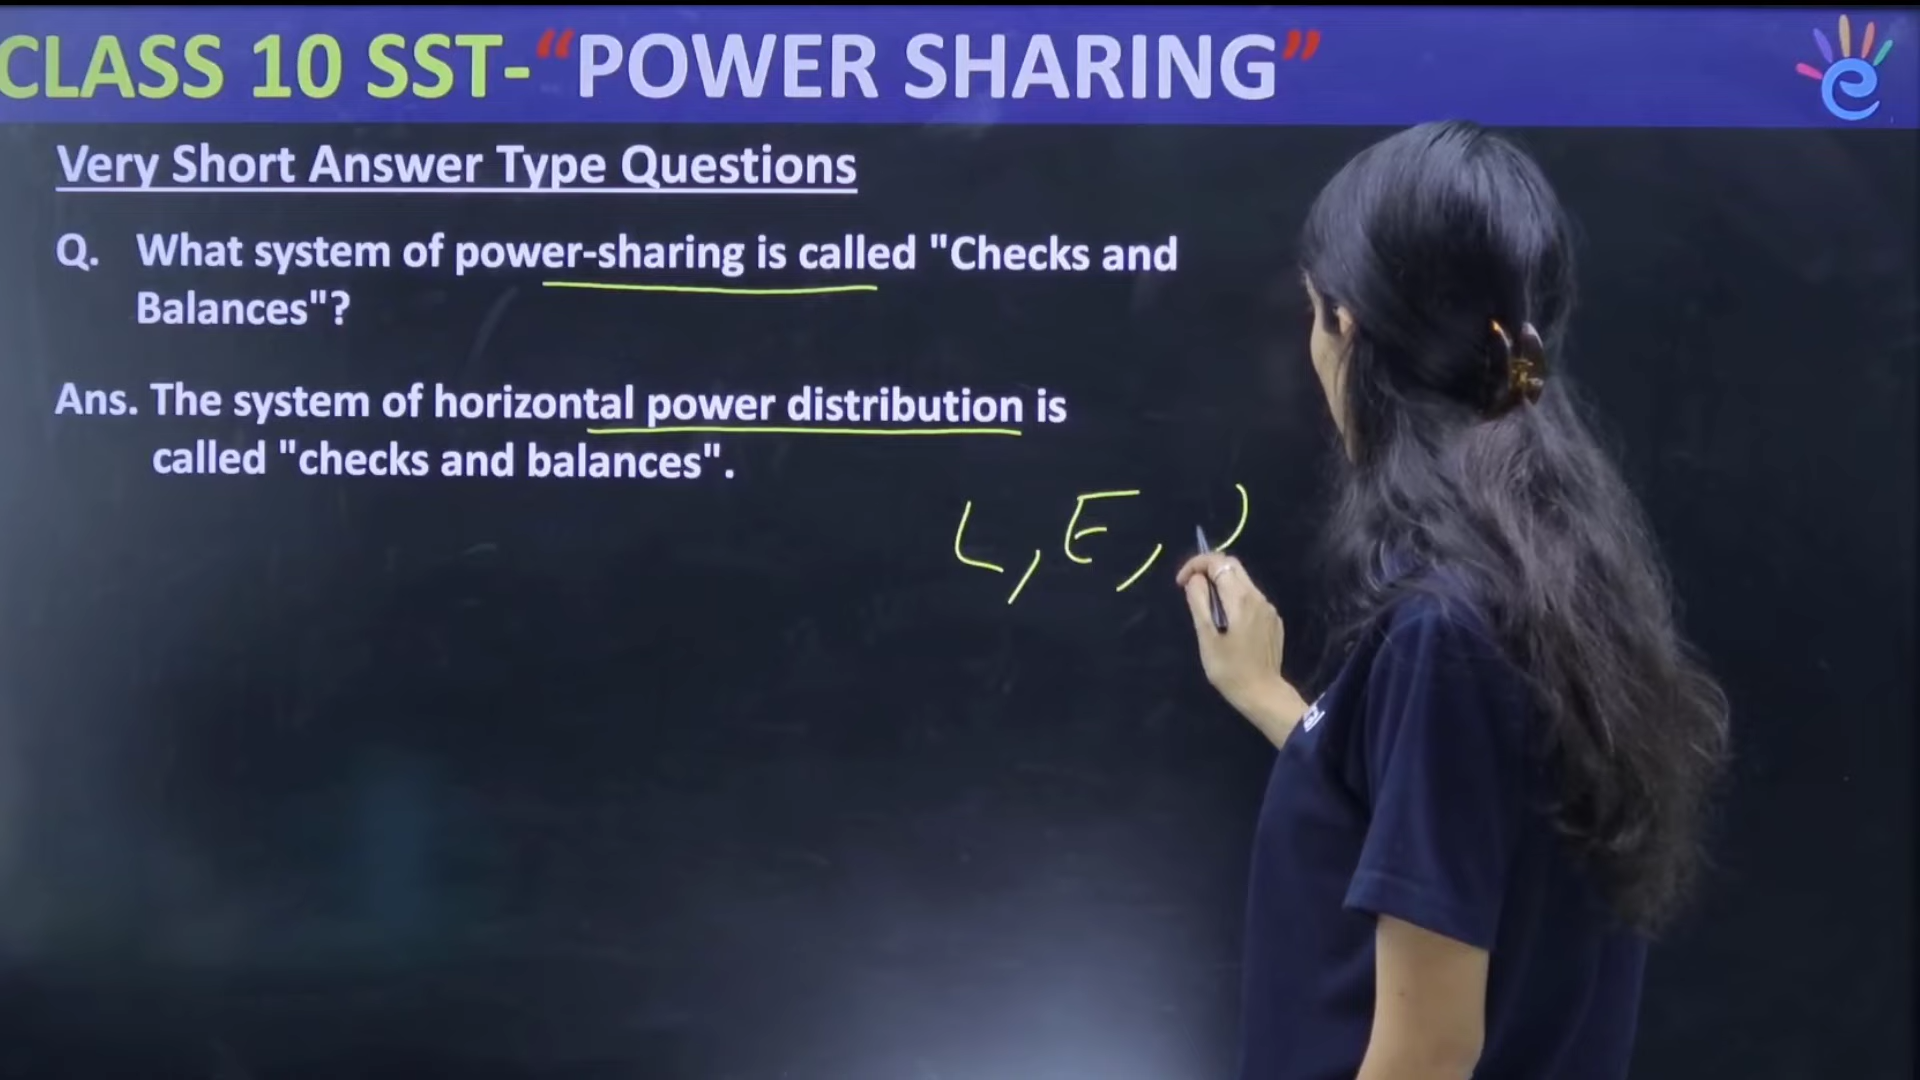 CLASS 10 SST-“POWER SHARING”
Very Short Answer Type Questions
Q. What system of power-sharing is called "Checks and
Balances"?
Ans. The system of horizontal power distribution is
called "checks and balances".
L, E, J